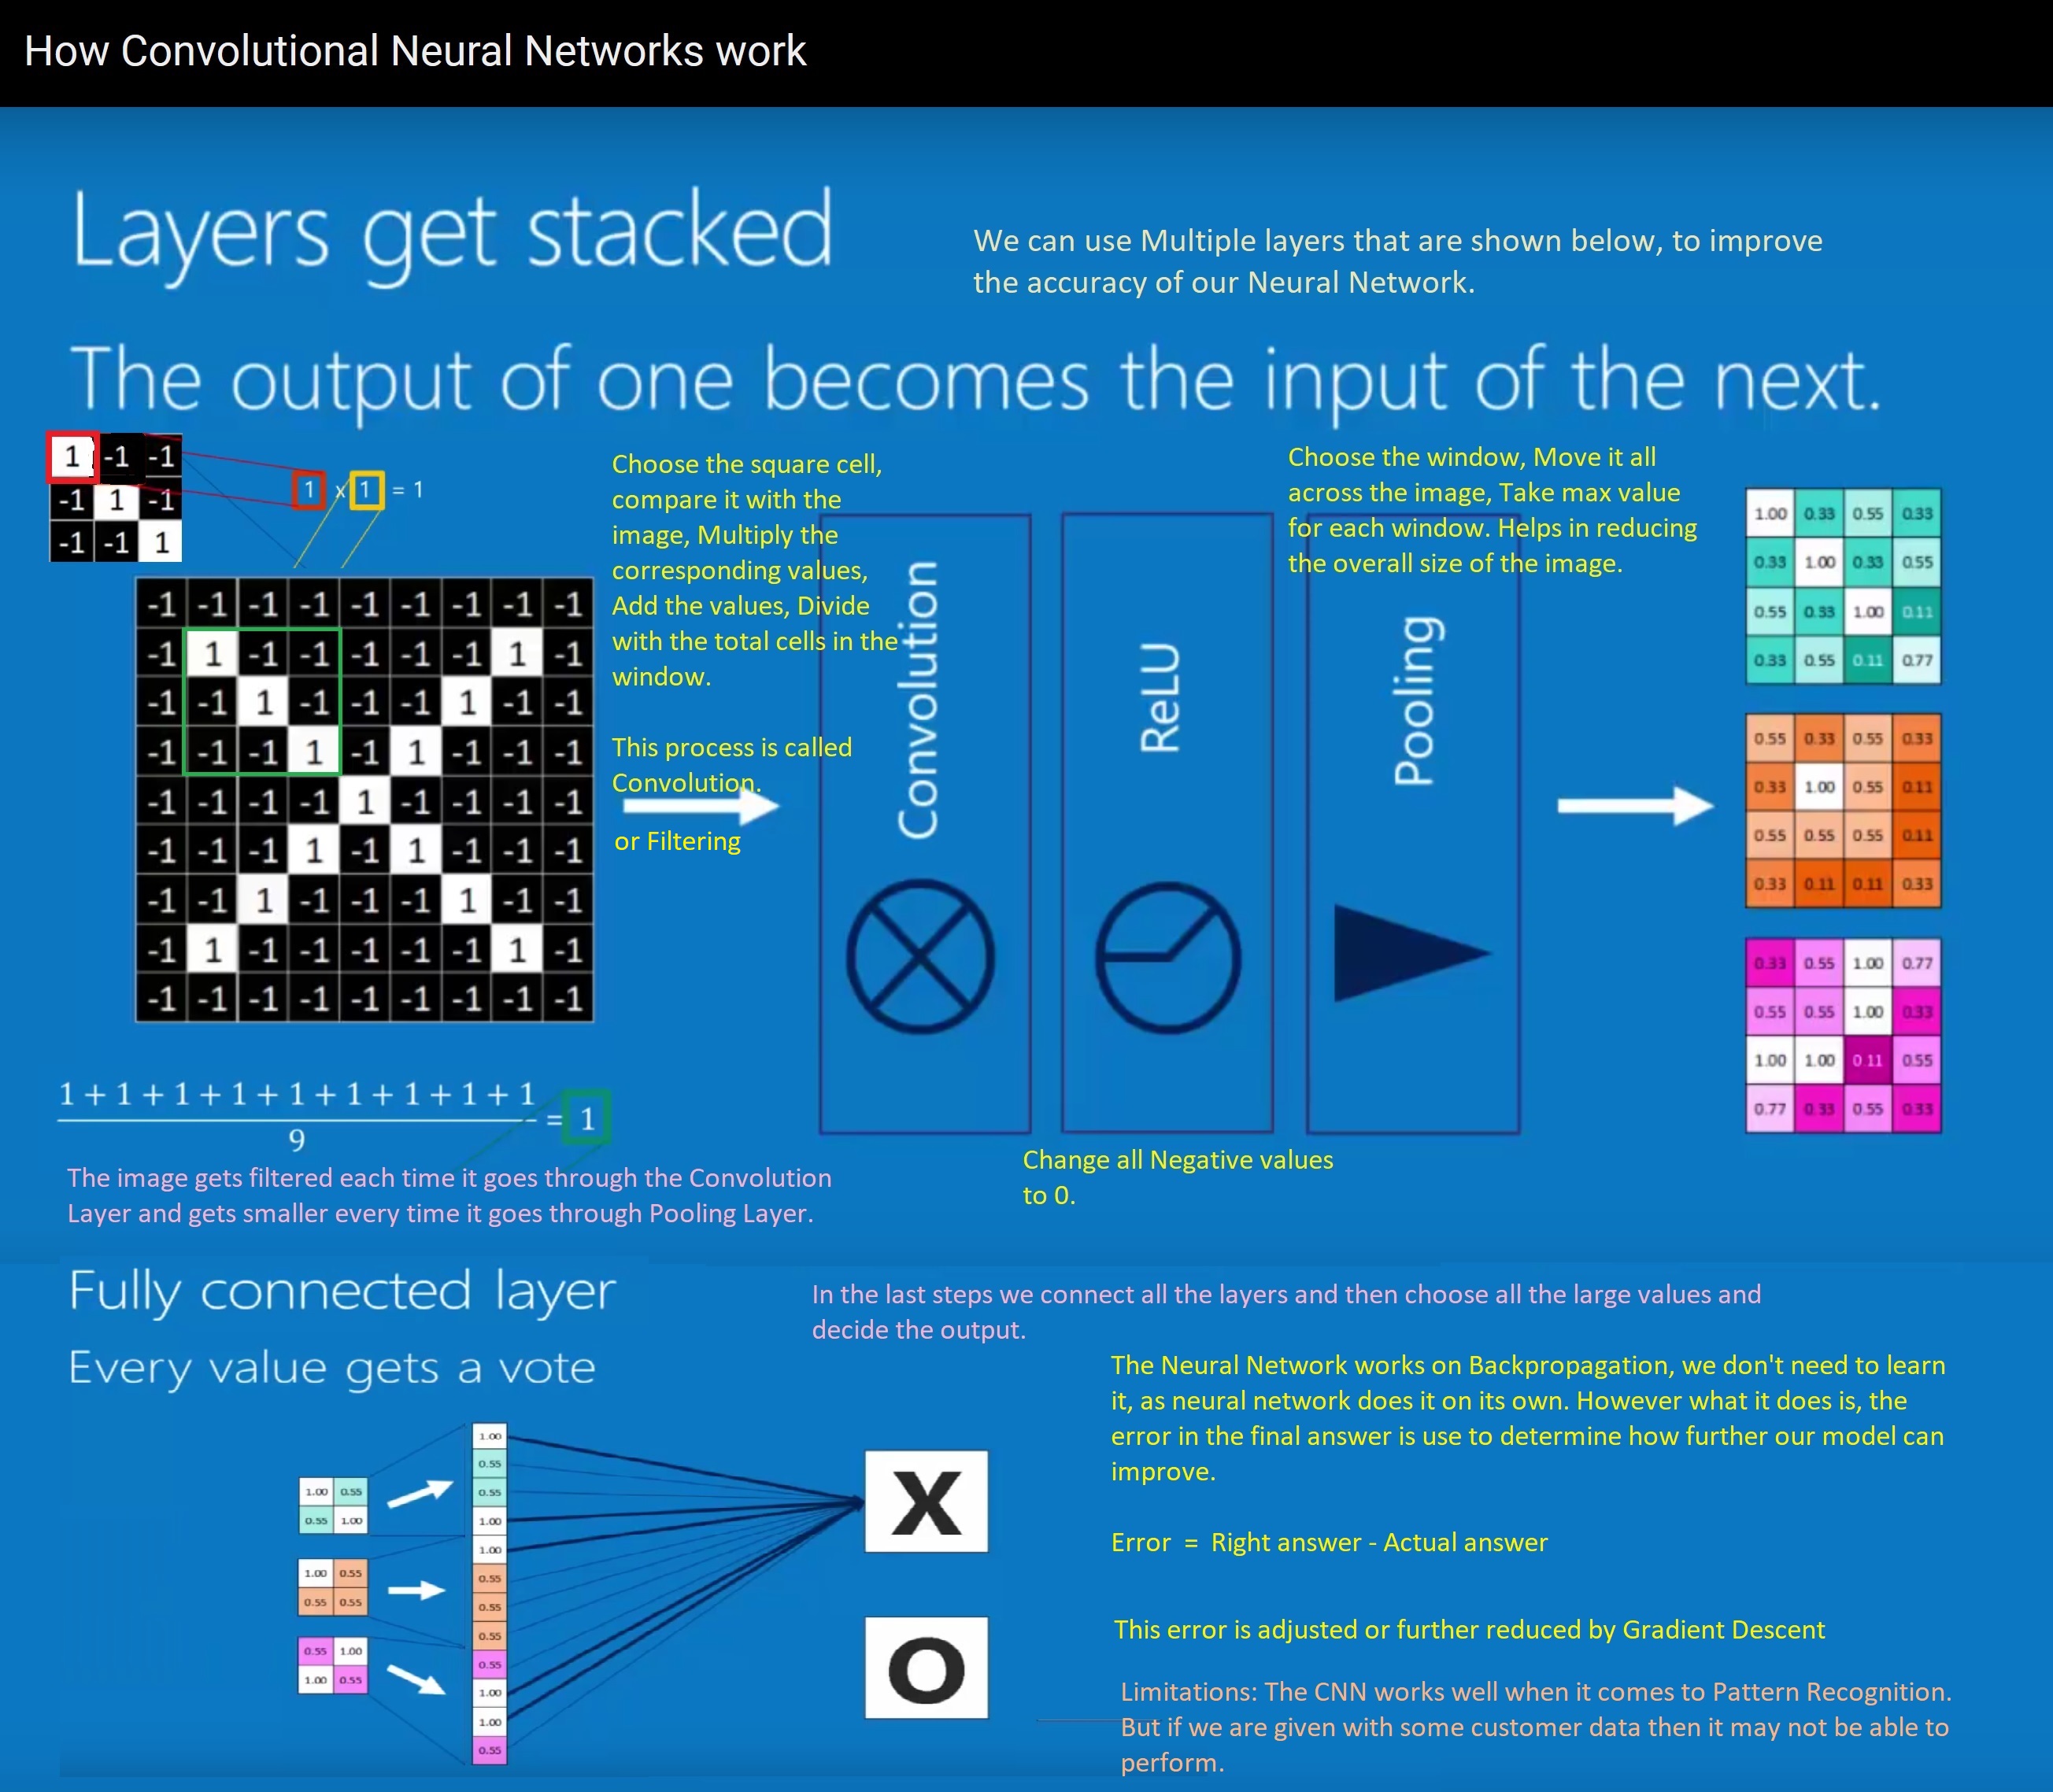 How Convolutional Neural Networks work
Layers get stacked
We can use Multiple layers that are shown below, to improve
the accuracy of our Neural Network.
The output of one becomes the input of the next.
1 -1 -1
-1 1 -1
-1 -1 1
1 x 1 = 1
Choose the square cell,
compare it with the
image, Multiply the
corresponding values,
Add the values, Divide
with the total cells in the
window.
This process is called
Convolution.
or Filtering
-1 -1 -1 -1 -1 -1 -1 -1 -1
-1 1 -1 -1 -1 -1 -1 1 -1
-1 -1 1 -1 -1 -1 1 -1 -1
-1 -1 -1 1 -1 1 -1 -1 -1
-1 -1 -1 -1 1 -1 -1 -1 -1
-1 -1 -1 1 -1 1 -1 -1 -1
-1 -1 1 -1 -1 -1 1 -1 -1
-1 1 -1 -1 -1 -1 -1 1 -1
-1 -1 -1 -1 -1 -1 -1 -1 -1
1 + 1 + 1 + 1 + 1 + 1 + 1 + 1 + 1
9
= 1
The image gets filtered each time it goes through the Convolution
Layer and gets smaller every time it goes through Pooling Layer.
Convolution
ReLU
Change all Negative values
to 0.
Choose the window, Move it all
across the image, Take max value
for each window. Helps in reducing
the overall size of the image.
Pooling
1.00 0.33 0.55 0.33
0.33 1.00 0.33 0.55
0.55 0.33 1.00 0.11
0.33 0.55 0.11 0.77
0.55 0.33 0.55 0.33
0.33 1.00 0.55 0.11
0.55 0.55 0.55 0.11
0.33 0.11 0.11 0.33
0.33 0.55 1.00 0.77
0.55 0.55 1.00 0.33
1.00 1.00 0.11 0.55
0.77 0.33 0.55 0.33
Fully connected layer
Every value gets a vote
In the last steps we connect all the layers and then choose all the large values and
decide the output.
1.00 0.55
0.55 1.00
1.00 0.55
0.55 0.55
0.55 1.00
1.00 0.55
1.00
0.55
0.55
1.00
1.00
0.55
0.55
0.55
0.55
1.00
1.00
0.55
X
O
The Neural Network works on Backpropagation, we don't need to learn
it, as neural network does it on its own. However what it does is, the
error in the final answer is use to determine how further our model can
improve.
Error = Right answer - Actual answer
This error is adjusted or further reduced by Gradient Descent
Limitations: The CNN works well when it comes to Pattern Recognition.
But if we are given with some customer data then it may not be able to
perform.